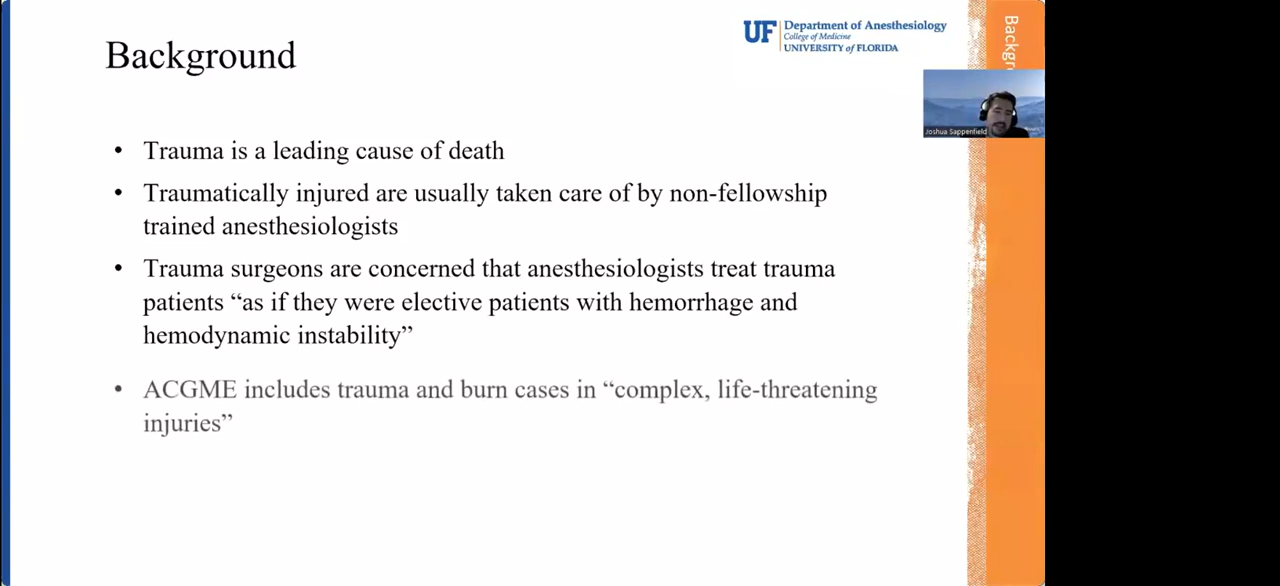 Background
UF
Department of Anesthesiology
College of Medicine
UNIVERSITY of FLORIDA
Backgr
Joshua Sappenfield
• Trauma is a leading cause of death
• Traumatically injured are usually taken care of by non-fellowship
trained anesthesiologists
• Trauma surgeons are concerned that anesthesiologists treat trauma
patients “as if they were elective patients with hemorrhage and
hemodynamic instability”
• ACGME includes trauma and burn cases in “complex, life-threatening
injuries”